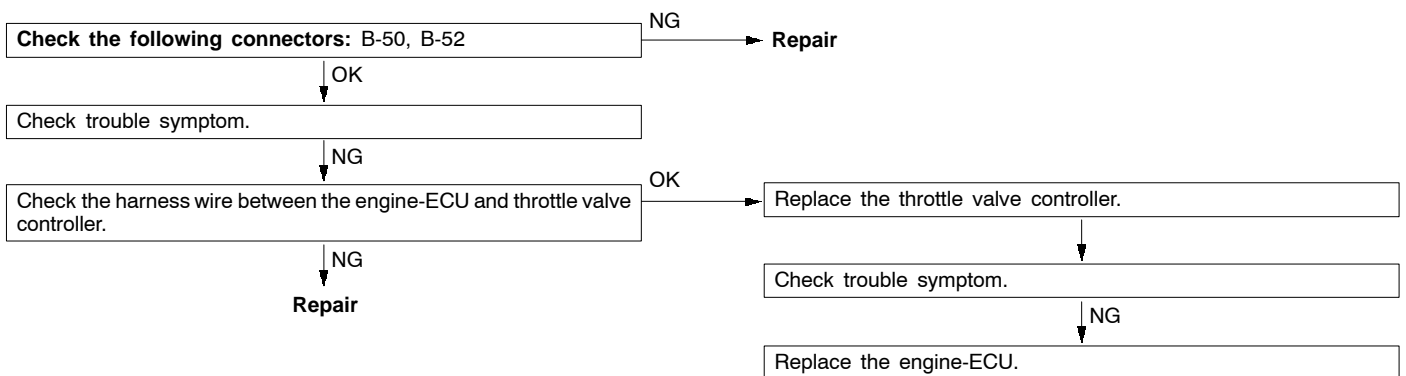 Check the following connectors: B-50, B-52
NG
Repair
OK
Check trouble symptom.
NG
Check the harness wire between the engine-ECU and throttle valve
controller.
OK
Replace the throttle valve controller.
NG
Repair
Check trouble symptom.
NG
Replace the engine-ECU.